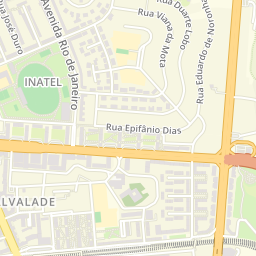 Rua José Duro
Avenida Rio de Janeiro
Rua Viana da Mota
Rua Duarte Lobo
Rua Eduardo de Noronha
INATEL
Rua Epifânio Dias
ALVALADE